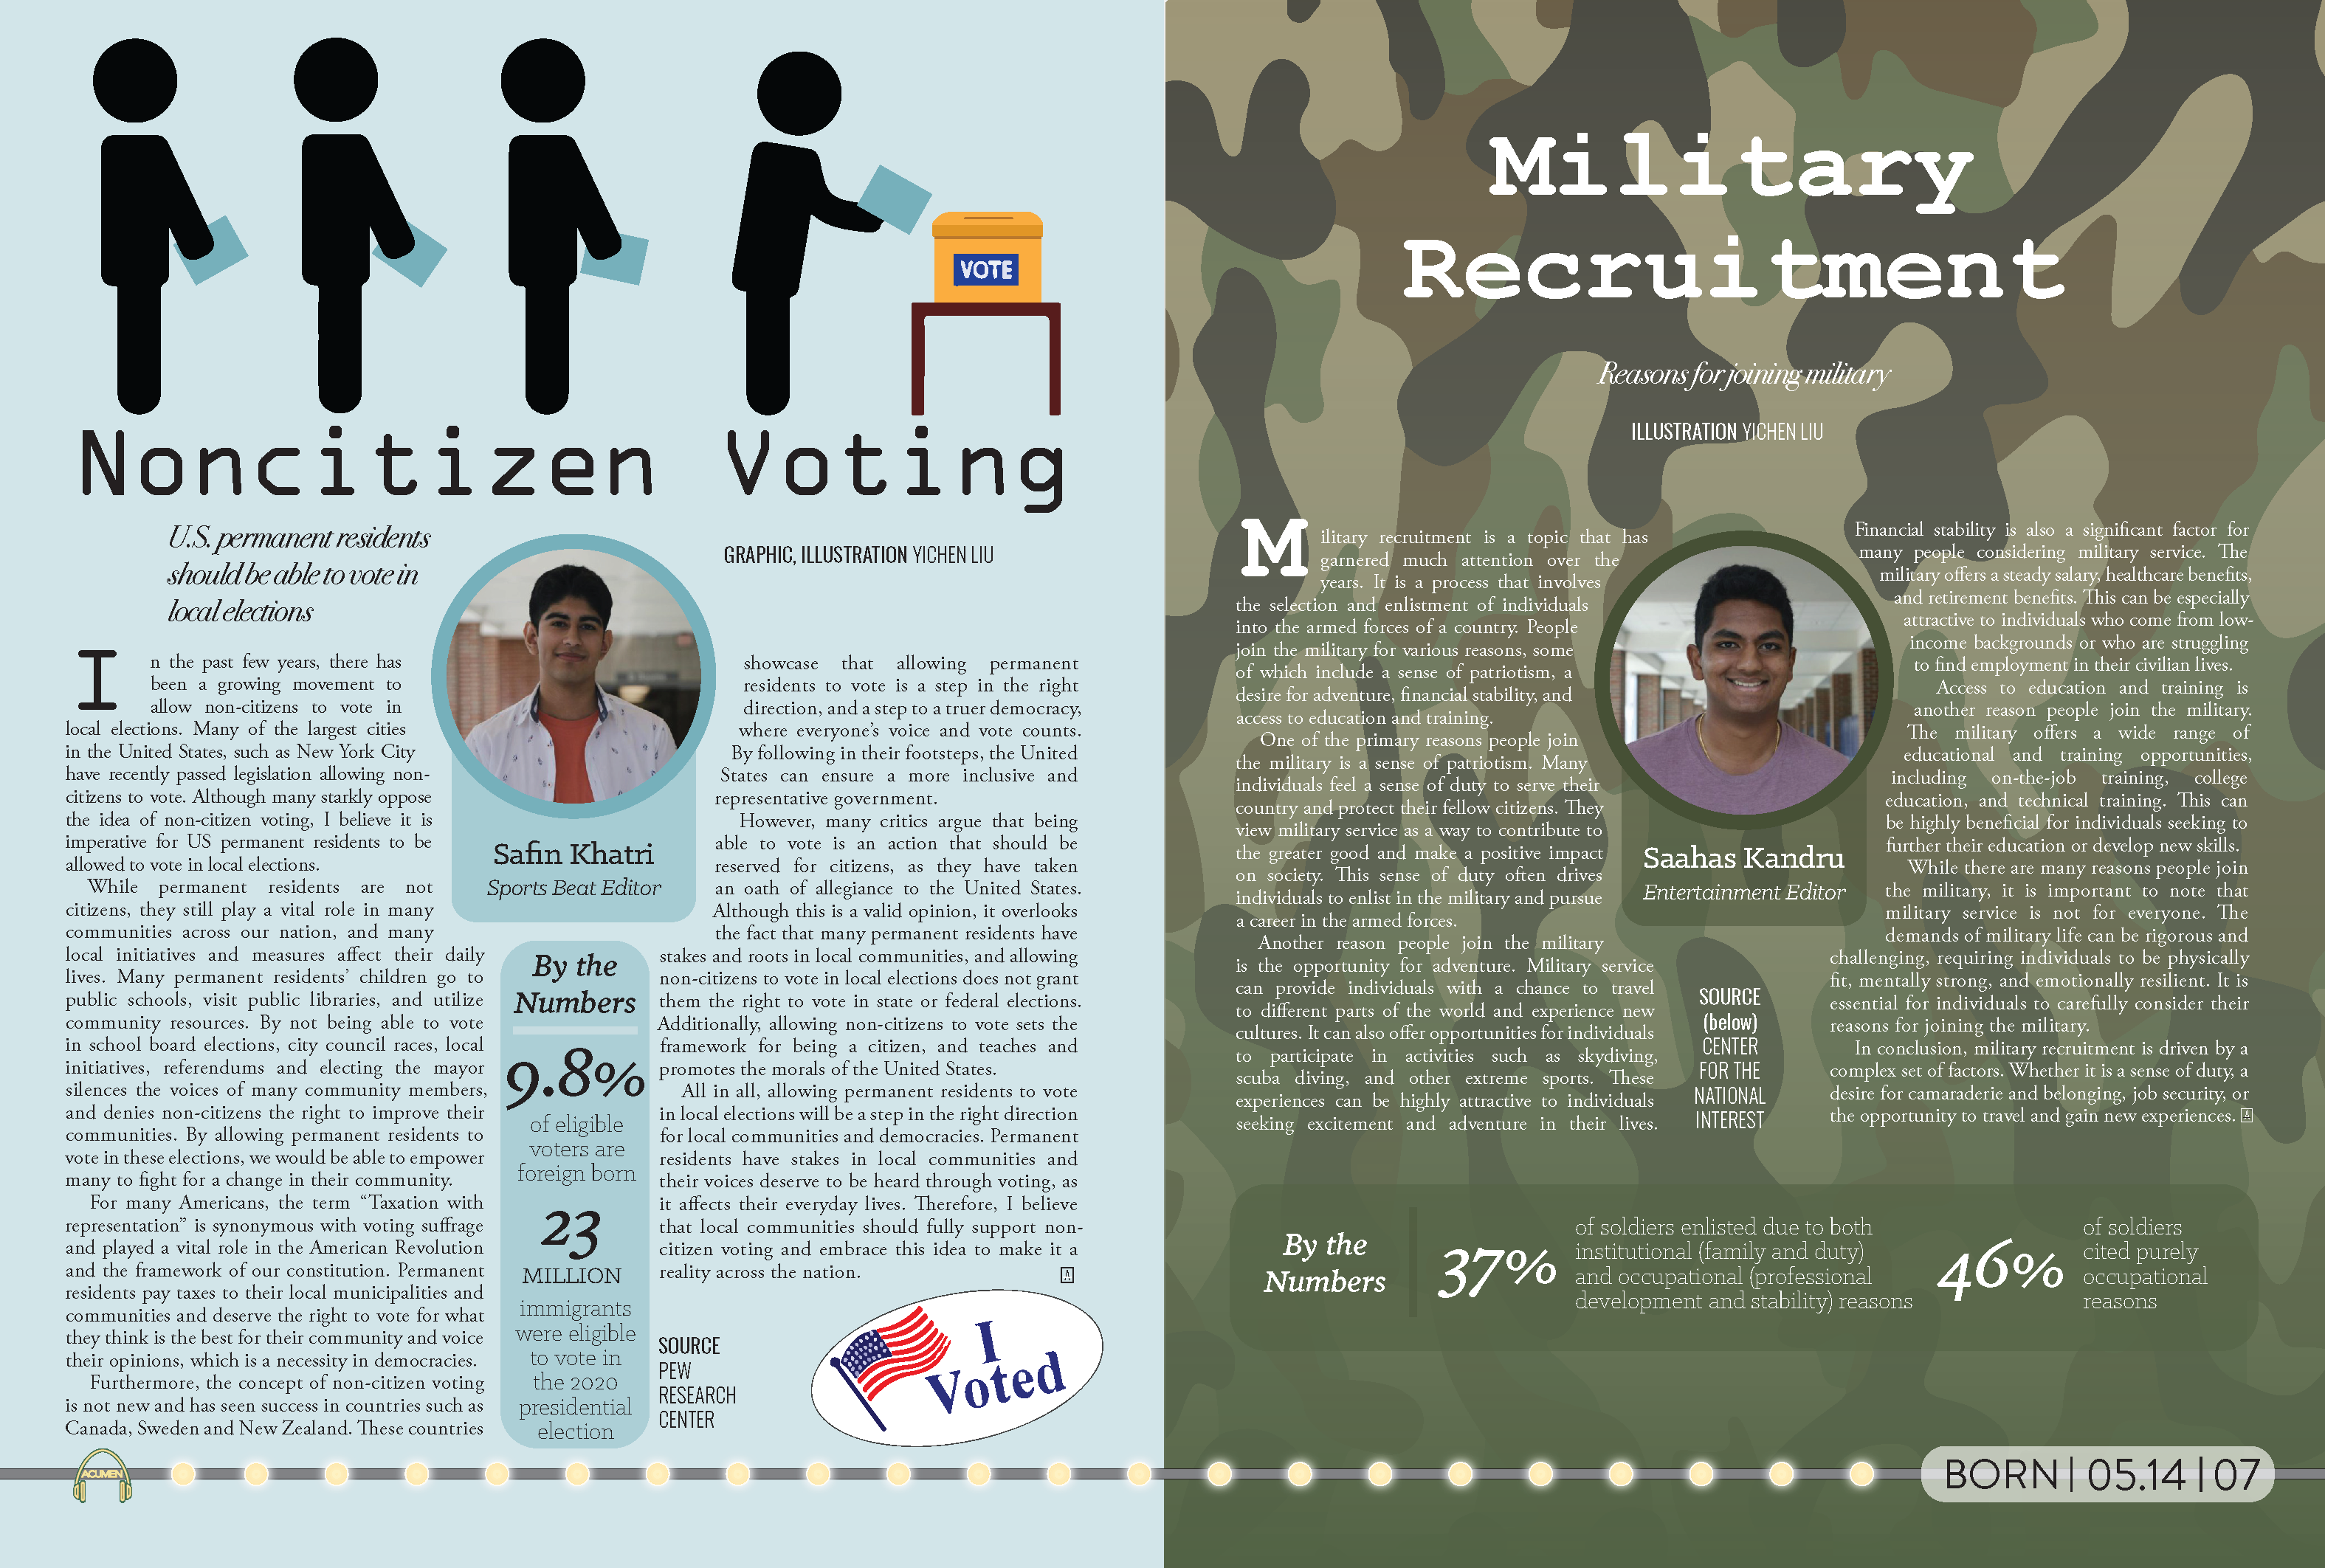 VOTE
Noncitizen Voting
U.S. permanent residents
should be able to vote in
local elections
GRAPHIC, ILLUSTRATION YICHEN LIU
In the past few years, there has
been a growing movement to
allow non-citizens to vote in
local elections. Many of the largest cities
in the United States, such as New York City
have recently passed legislation allowing non-
citizens to vote. Although many starkly oppose
the idea of non-citizen voting, I believe it is
imperative for US permanent residents to be
allowed to vote in local elections.
While permanent residents are not
citizens, they still play a vital role in many
communities across our nation, and many
local initiatives and measures affect their daily
lives. Many permanent residents’ children go to
public schools, visit public libraries, and utilize
community resources. By not being able to vote
in school board elections, city council races, local
initiatives, referendums and electing the mayor
silences the voices of many community members,
and denies non-citizens the right to improve their
communities. By allowing permanent residents to
vote in these elections, we would be able to empower
many to fight for a change in their community.
For many Americans, the term “Taxation with
representation” is synonymous with voting suffrage
and played a vital role in the American Revolution
and the framework of our constitution. Permanent
residents pay taxes to their local municipalities and
communities and deserve the right to vote for what
they think is the best for their community and voice
their opinions, which is a necessity in democracies.
Furthermore, the concept of non-citizen voting
is not new and has seen success in countries such as
Canada, Sweden and New Zealand. These countries
Safin Khatri
Sports Beat Editor
By the
Numbers
9.8%
of eligible
voters are
foreign born
23
MILLION
immigrants
were eligible
to vote in
the 2020
presidential
election
showcase that allowing permanent
residents to vote is a step in the right
direction, and a step to a truer democracy,
where everyone’s voice and vote counts.
By following in their footsteps, the United
States can ensure a more inclusive and
representative government.
However, many critics argue that being
able to vote is an action that should be
reserved for citizens, as they have taken
an oath of allegiance to the United States.
Although this is a valid opinion, it overlooks
the fact that many permanent residents have
stakes and roots in local communities, and allowing
non-citizens to vote in local elections does not grant
them the right to vote in state or federal elections.
Additionally, allowing non-citizens to vote sets the
framework for being a citizen, and teaches and
promotes the morals of the United States.
All in all, allowing permanent residents to vote
in local elections will be a step in the right direction
for local communities and democracies. Permanent
residents have stakes in local communities and
their voices deserve to be heard through voting, as
it affects their everyday lives. Therefore, I believe
that local communities should fully support non-
citizen voting and embrace this idea to make it a
reality across the nation. A
SOURCE
PEW
RESEARCH
CENTER
I
Voted
ACUMEN
Military
Recruitment
Reasons for joining military
ILLUSTRATION YICHEN LIU
Military recruitment is a topic that has
garnered much attention over the
years. It is a process that involves
the selection and enlistment of individuals
into the armed forces of a country. People
join the military for various reasons, some
of which include a sense of patriotism, a
desire for adventure, financial stability, and
access to education and training.
One of the primary reasons people join
the military is a sense of patriotism. Many
individuals feel a sense of duty to serve their
country and protect their fellow citizens. They
view military service as a way to contribute to
the greater good and make a positive impact
on society. This sense of duty often drives
individuals to enlist in the military and pursue
a career in the armed forces.
Another reason people join the military
is the opportunity for adventure. Military service
can provide individuals with a chance to travel
to different parts of the world and experience new
cultures. It can also offer opportunities for individuals
to participate in activities such as skydiving,
scuba diving, and other extreme sports. These
experiences can be highly attractive to individuals
seeking excitement and adventure in their lives.
Saahas Kandru
Entertainment Editor
SOURCE
(below)
CENTER
FOR THE
NATIONAL
INTEREST
Financial stability is also a significant factor for
many people considering military service. The
military offers a steady salary, healthcare benefits,
and retirement benefits. This can be especially
attractive to individuals who come from low-
income backgrounds or who are struggling
to find employment in their civilian lives.
Access to education and training is
another reason people join the military.
The military offers a wide range of
educational and training opportunities,
including on-the-job training, college
education, and technical training. This can
be highly beneficial for individuals seeking to
further their education or develop new skills.
While there are many reasons people join
the military, it is important to note that
military service is not for everyone. The
demands of military life can be rigorous and
challenging, requiring individuals to be physically
fit, mentally strong, and emotionally resilient. It is
essential for individuals to carefully consider their
reasons for joining the military.
In conclusion, military recruitment is driven by a
complex set of factors. Whether it is a sense of duty, a
desire for camaraderie and belonging, job security, or
the opportunity to travel and gain new experiences. A
By the
Numbers
37%
of soldiers enlisted due to both
institutional (family and duty)
and occupational (professional
development and stability) reasons
46%
of soldiers
cited purely
occupational
reasons
BORN | 05.14 | 07